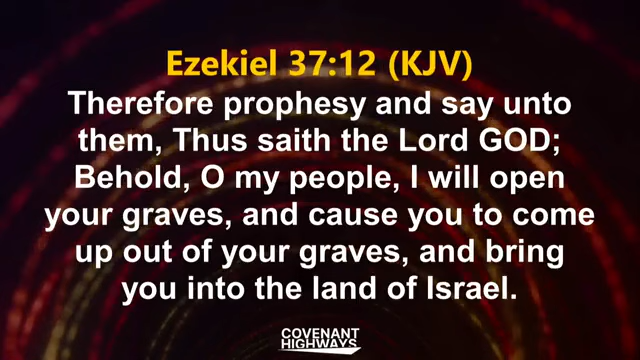 Ezekiel 37:12 (KJV)
Therefore prophesy and say unto
them, Thus saith the Lord GOD;
Behold, O my people, I will open
your graves, and cause you to come
up out of your graves, and bring
you into the land of Israel.
COVENANT
HIGHWAYS